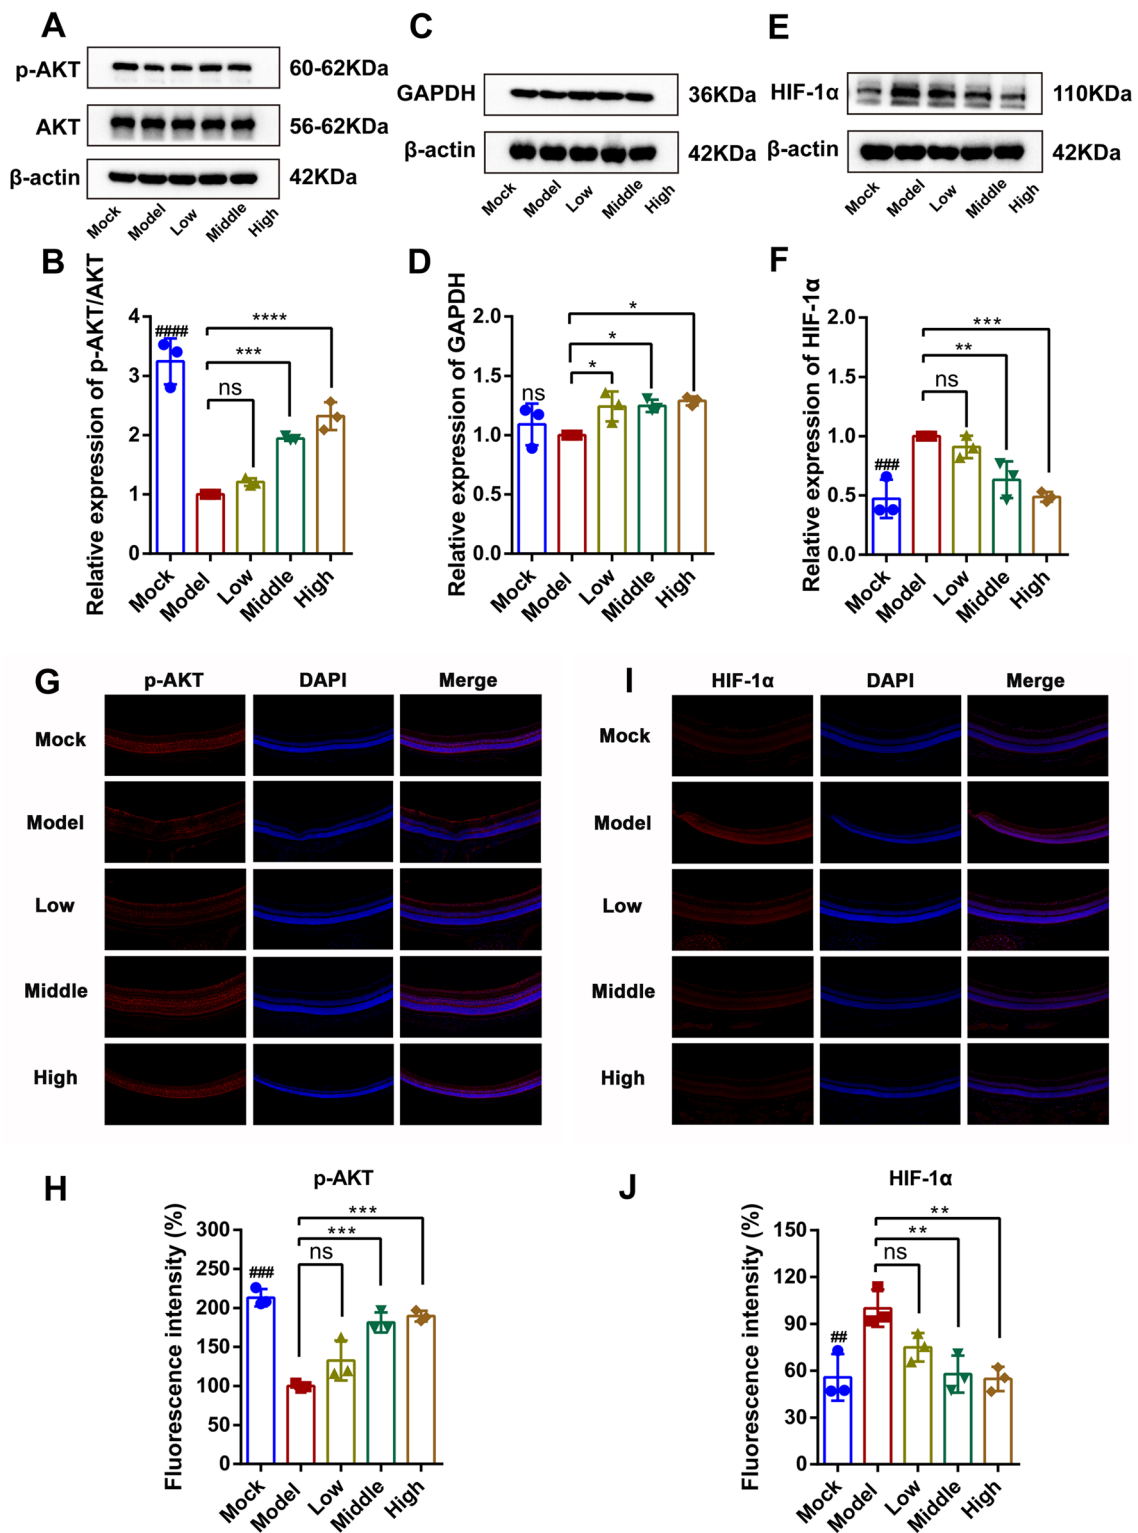 A
p-AKT 60-62KDa
AKT 56-62KDa
β-actin 42KDa
Mock Model Low Middle High
C
GAPDH 36KDa
β-actin 42KDa
Mock Model Low Middle High
E
HIF-1α 110KDa
β-actin 42KDa
Mock Model Low Middle High
B
Relative expression of p-AKT/AKT
4
3
2
1
0
####
ns
***
****
Mock Model Low Middle High
D
Relative expression of GAPDH
2.0
1.5
1.0
0.5
0.0
ns
*
*
*
Mock Model Low Middle High
F
Relative expression of HIF-1α
2.0
1.5
1.0
0.5
0.0
###
ns
**
***
Mock Model Low Middle High
G
p-AKT DAPI Merge
Mock
Model
Low
Middle
High
I
HIF-1α DAPI Merge
Mock
Model
Low
Middle
High
H
p-AKT
Fluorescence intensity (%)
300
250
200
150
100
50
0
###
ns
***
***
Mock Model Low Middle High
J
HIF-1α
Fluorescence intensity (%)
150
120
90
60
30
0
##
ns
**
**
Mock Model Low Middle High